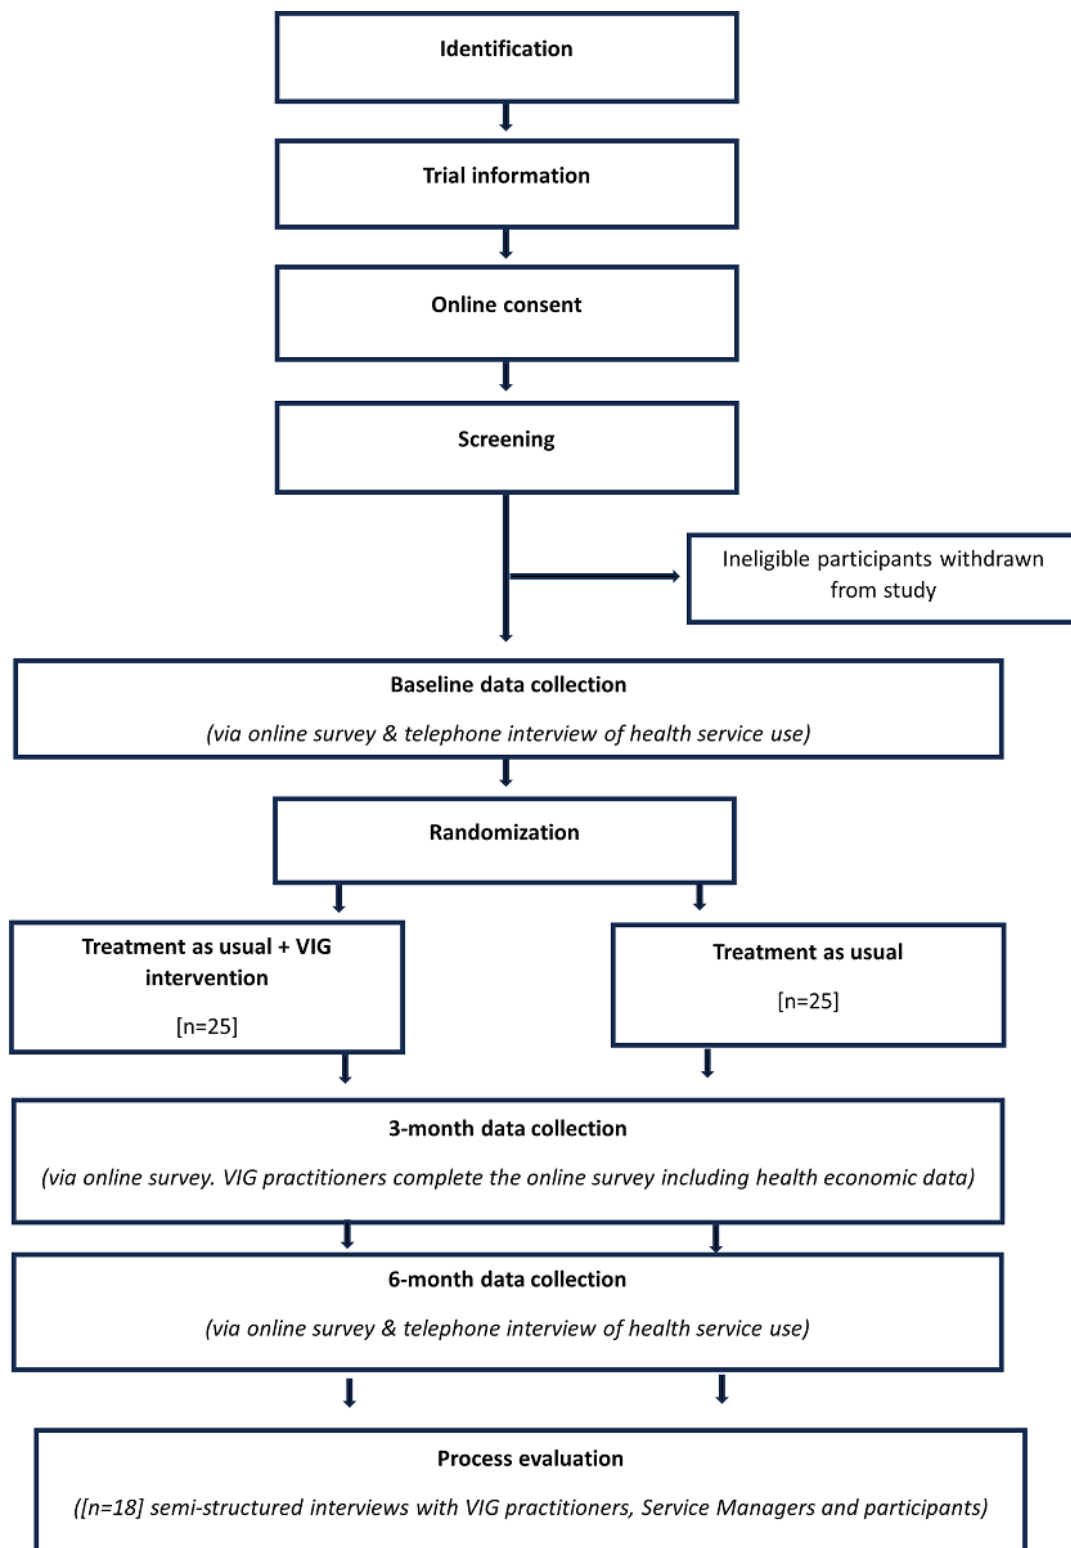 Identification
Trial information
Online consent
Screening
Ineligible participants withdrawn
from study
Baseline data collection
(via online survey & telephone interview of health service use)
Randomization
Treatment as usual + VIG
intervention
[n=25]
Treatment as usual
[n=25]
3-month data collection
(via online survey. VIG practitioners complete the online survey including health economic data)
6-month data collection
(via online survey & telephone interview of health service use)
Process evaluation
([n=18] semi-structured interviews with VIG practitioners, Service Managers and participants)